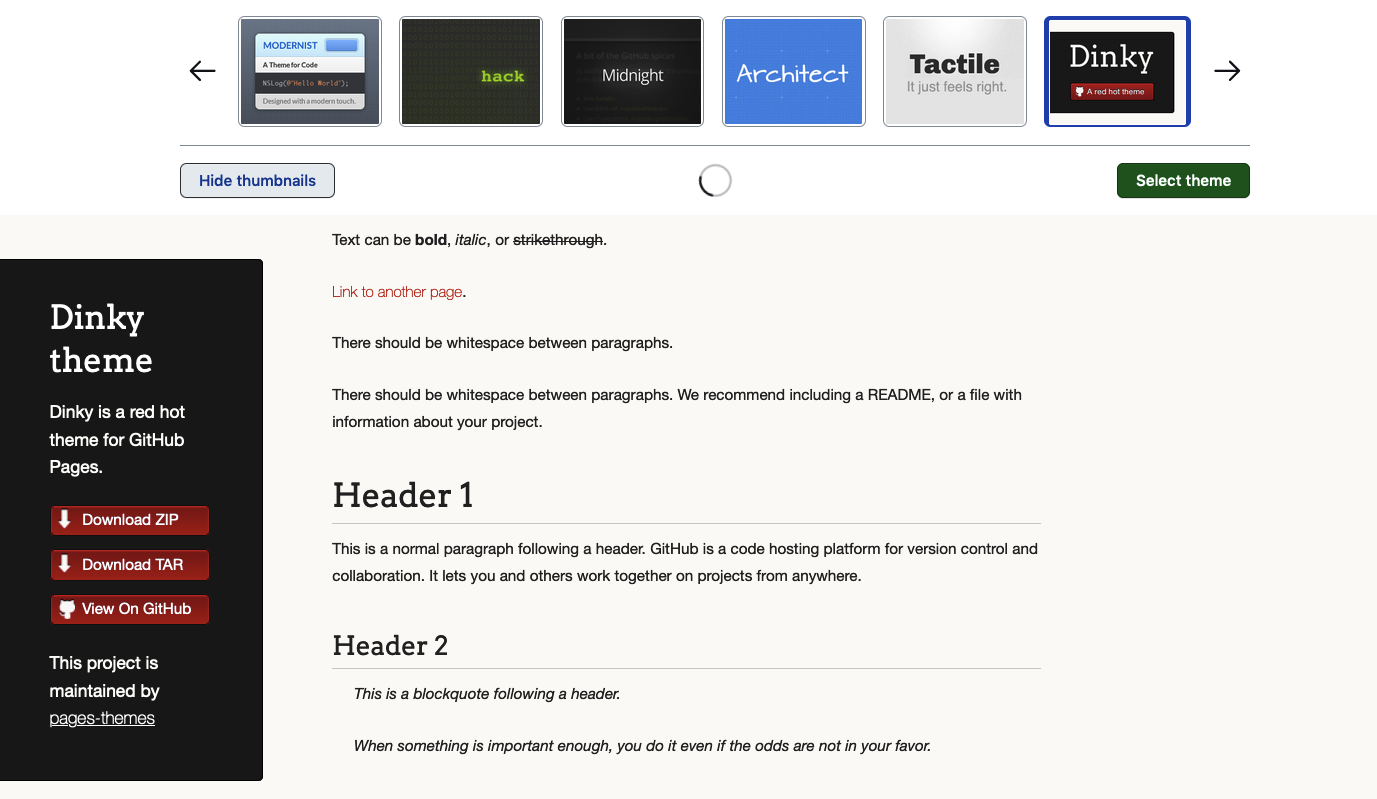 MODERNIST
A Theme for Code
NSLog(@"Hello World");
Designed with a modern touch.
hack
Midnight
Architect
Tactile
It just feels right.
Dinky
A red hot theme
Hide thumbnails
Select theme
Text can be bold, italic, or strikethrough.
Link to another page.
There should be whitespace between paragraphs.
There should be whitespace between paragraphs. We recommend including a README, or a file with
information about your project.
Header 1
This is a normal paragraph following a header. GitHub is a code hosting platform for version control and
collaboration. It lets you and others work together on projects from anywhere.
Header 2
This is a blockquote following a header.
When something is important enough, you do it even if the odds are not in your favor.
Dinky
theme
Dinky is a red hot
theme for GitHub
Pages.
Download ZIP
Download TAR
View On GitHub
This project is
maintained by
pages-themes